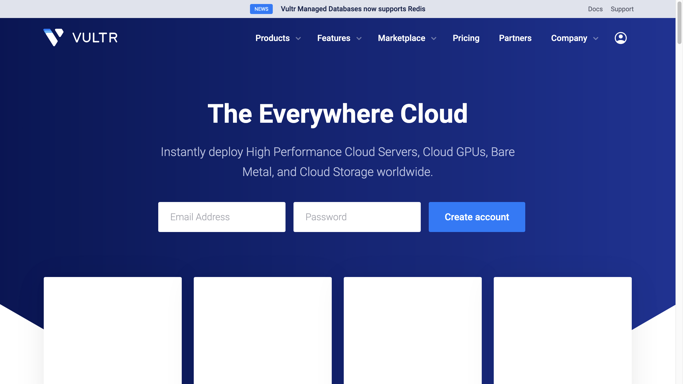 NEWS Vultr Managed Databases now supports Redis Docs Support
VULTR Products Features Marketplace Pricing Partners Company
The Everywhere Cloud
Instantly deploy High Performance Cloud Servers, Cloud GPUs, Bare
Metal, and Cloud Storage worldwide.
Email Address Password Create account